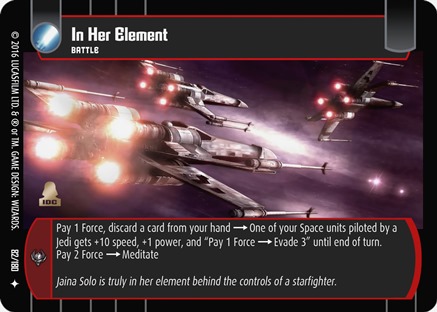 In Her Element
BATTLE
© 2016 LUCASFILM LTD. & ® or TM. GAME DESIGN: WIZARDS.
82/180
IDC
Pay 1 Force, discard a card from your hand → One of your Space units piloted by a
Jedi gets +10 speed, +1 power, and “Pay 1 Force → Evade 3” until end of turn.
Pay 2 Force → Meditate
Jaina Solo is truly in her element behind the controls of a starfighter.